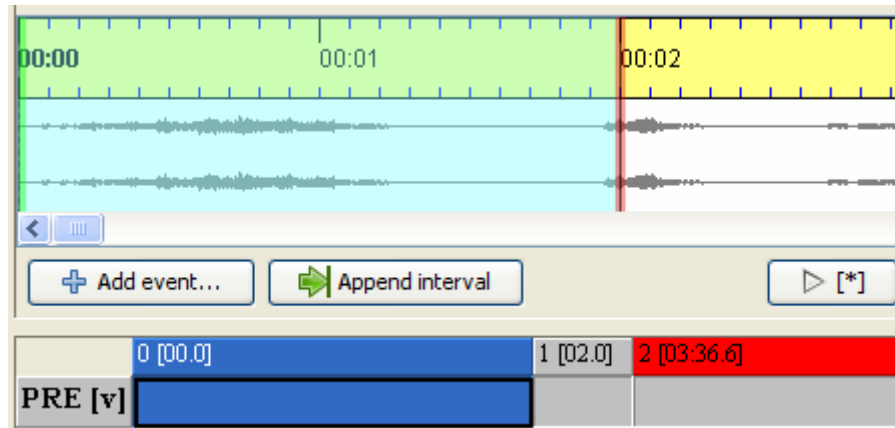 00:00 00:01 00:02
Add event... Append interval [*]
0 [00.0] 1 [02.0] 2 [03:36.6]
PRE [v]